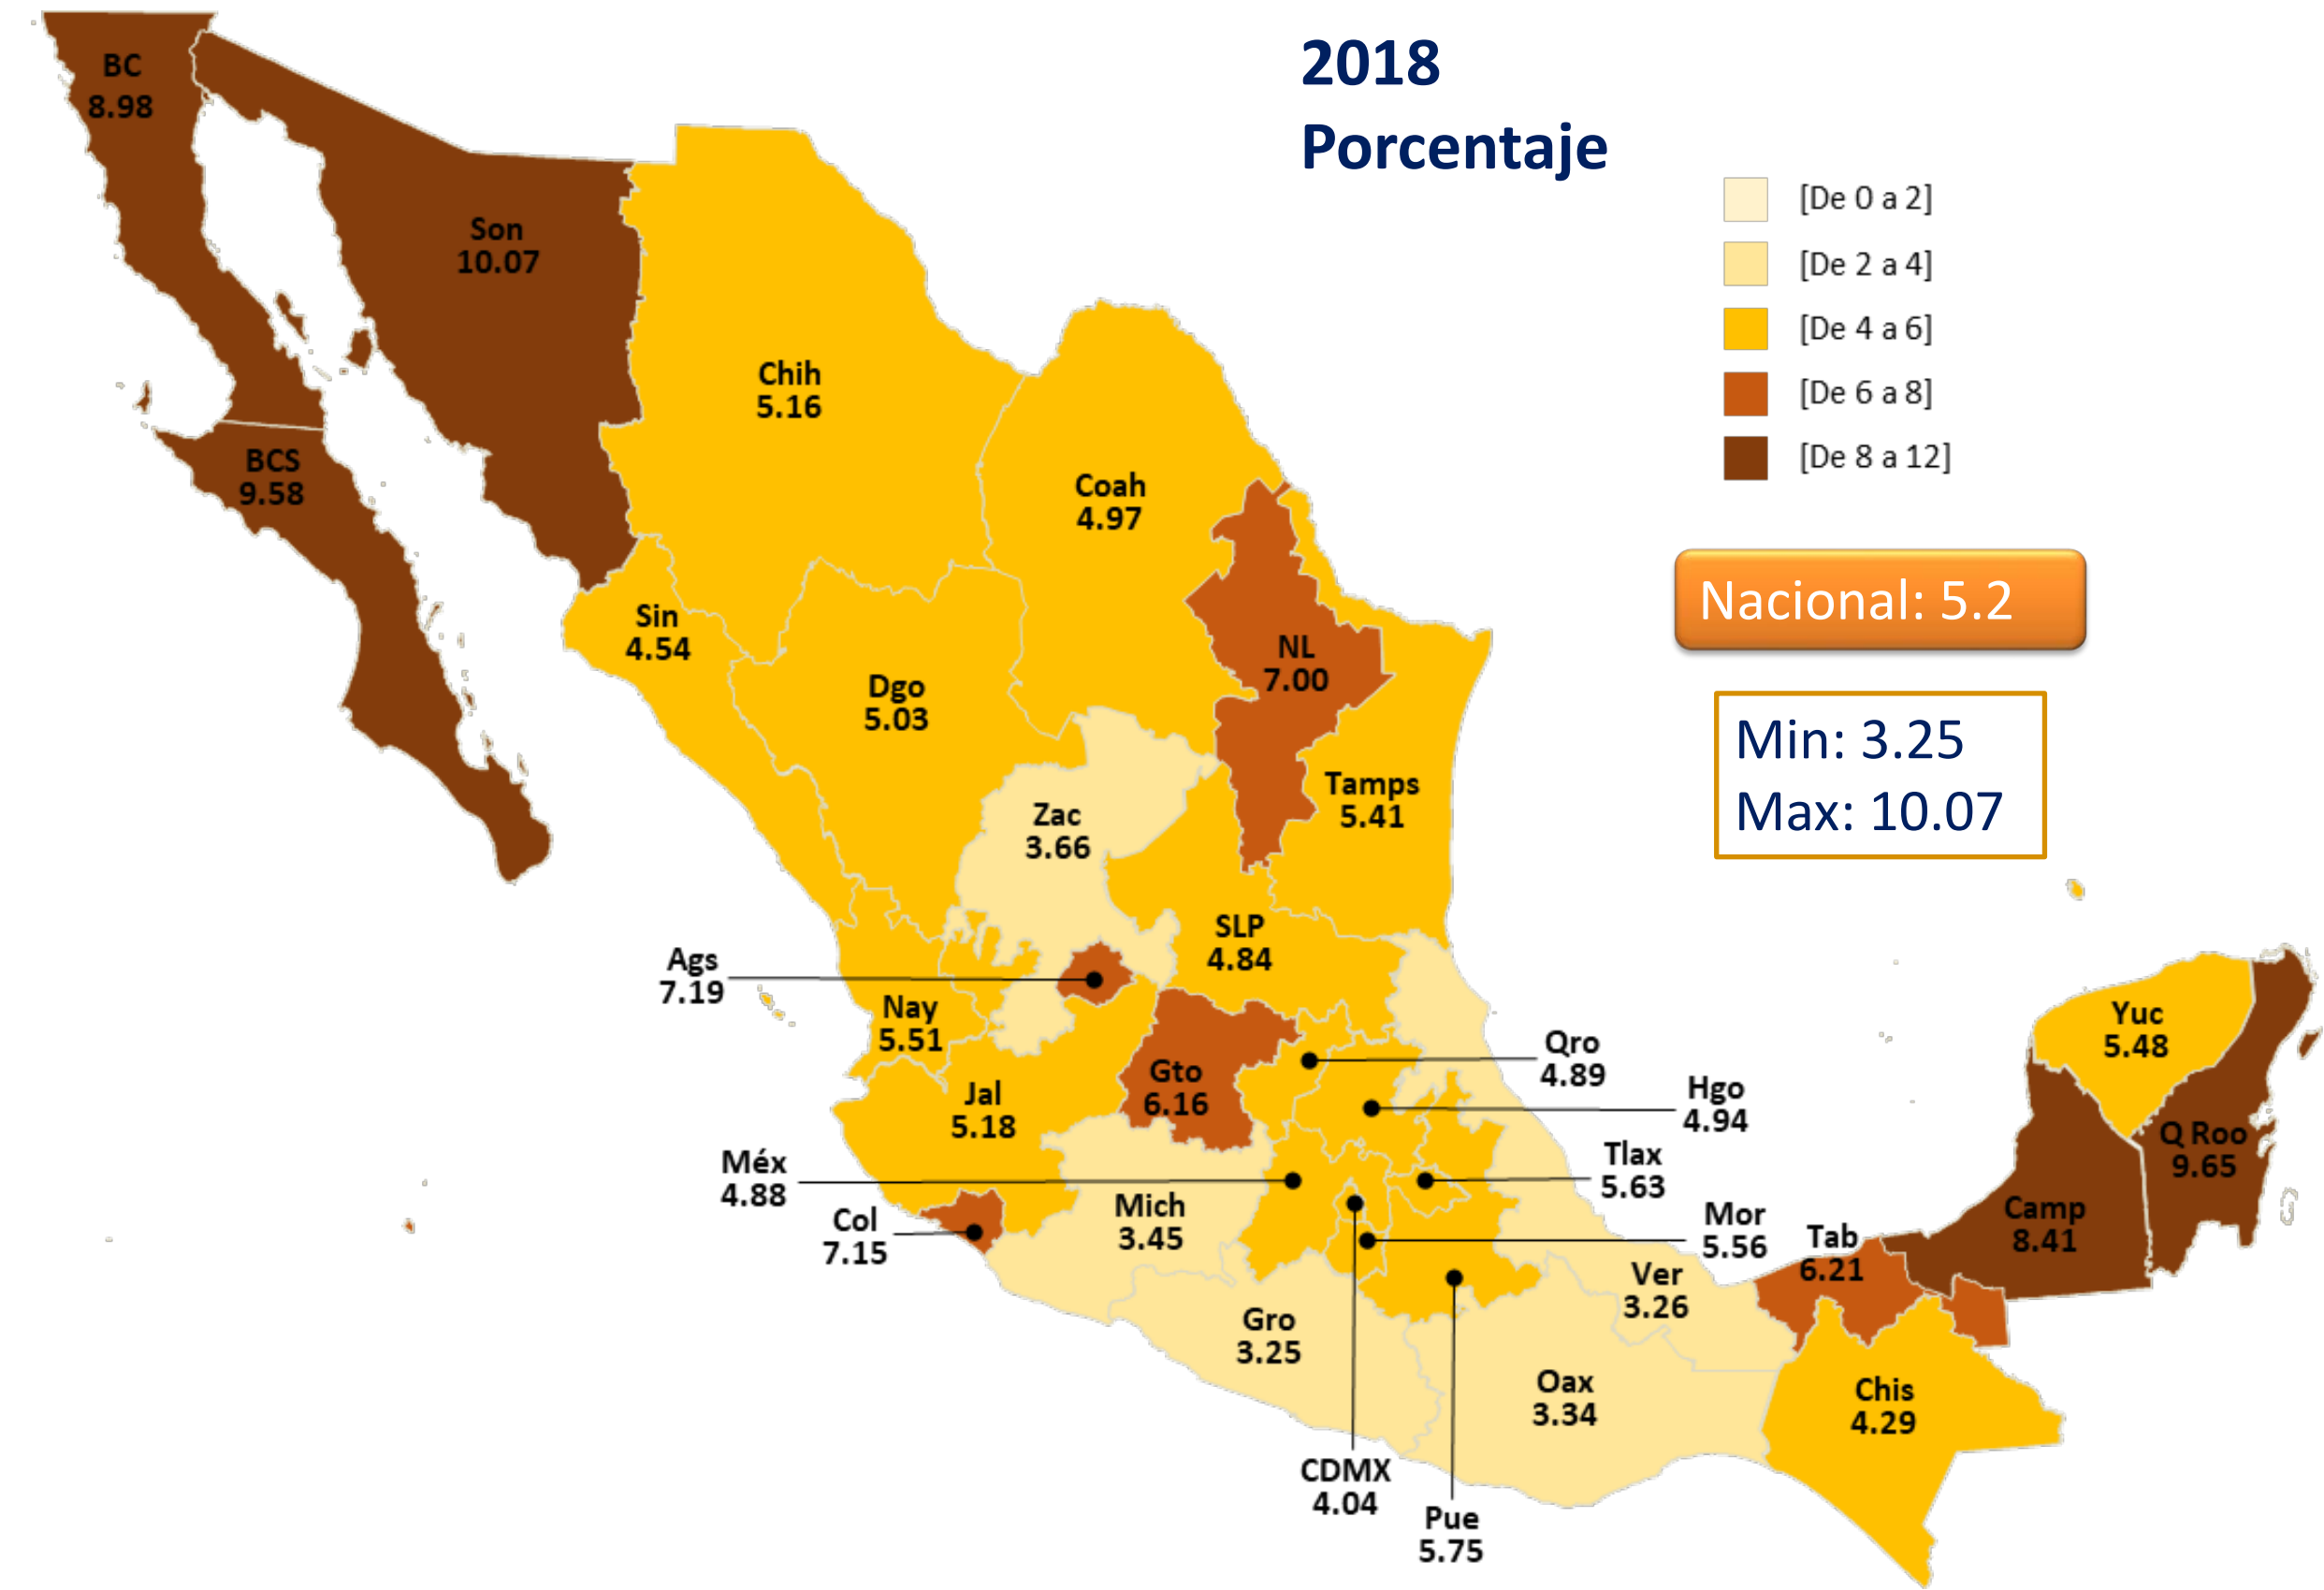 2018
Porcentaje
[De 0 a 2]
[De 2 a 4]
[De 4 a 6]
[De 6 a 8]
[De 8 a 12]
Nacional: 5.2
Min: 3.25
Max: 10.07
BC
8.98
Son
10.07
BCS
9.58
Chih
5.16
Coah
4.97
Sin
4.54
Dgo
5.03
NL
7.00
Tamps
5.41
Zac
3.66
SLP
4.84
Ags
7.19
Nay
5.51
Jal
5.18
Gto
6.16
Qro
4.89
Hgo
4.94
Tlax
5.63
Méx
4.88
Col
7.15
Mich
3.45
Mor
5.56
Gro
3.25
CDMX
4.04
Pue
5.75
Ver
3.26
Oax
3.34
Tab
6.21
Chis
4.29
Camp
8.41
Yuc
5.48
Q Roo
9.65